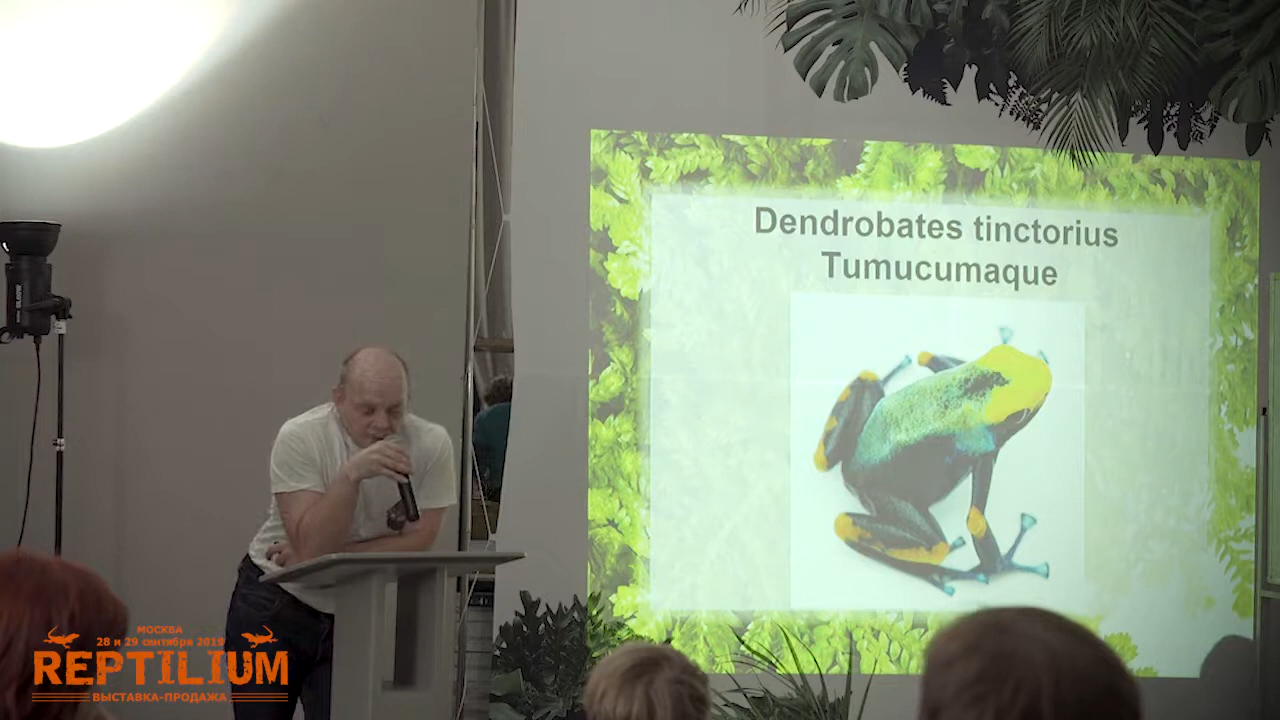 Dendrobates tinctorius
Tumucumaque
МОСКВА
28 и 29 сентября 2019
REPTILIUM
ВЫСТАВКА-ПРОДАЖА